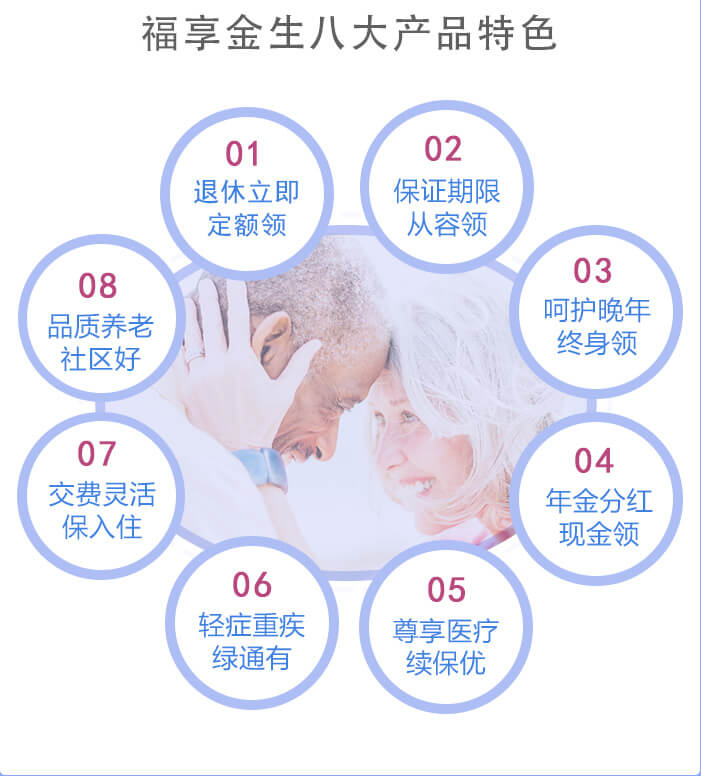 福享金生八大产品特色
01
退休立即
定额领
02
保证期限
从容领
03
呵护晚年
终身领
04
年金分红
现金领
05
尊享医疗
续保优
06
轻症重疾
绿通有
07
交费灵活
保入住
08
品质养老
社区好